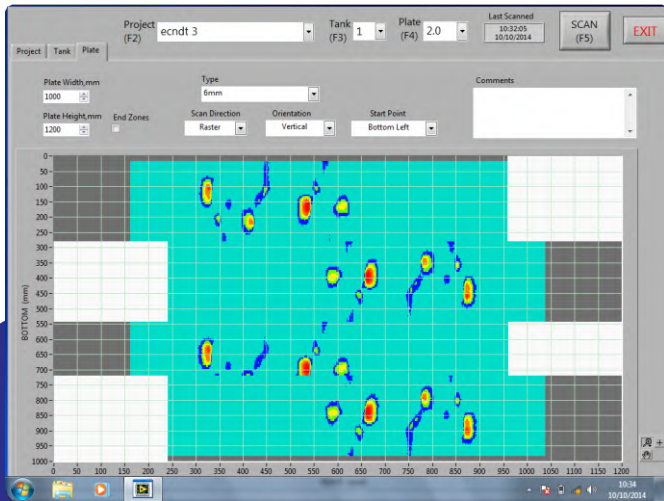 Project (F2) ecndt 3 Tank (F3) 1 Plate (F4) 2.0 Last Scanned 10:32:05 10/10/2014 SCAN (F5) EXIT
Project Tank Plate
Plate Width,mm
1000
Plate Height,mm
1200
End Zones
Type
6mm
Scan Direction
Raster
Orientation
Vertical
Start Point
Bottom Left
Comments
BOTTOM (mm)
0
50
100
150
200
250
300
350
400
450
500
550
600
650
700
750
800
850
900
950
1000
0 50 100 150 200 250 300 350 400 450 500 550 600 650 700 750 800 850 900 950 1000 1050 1100 1200
10:34
10/10/2014